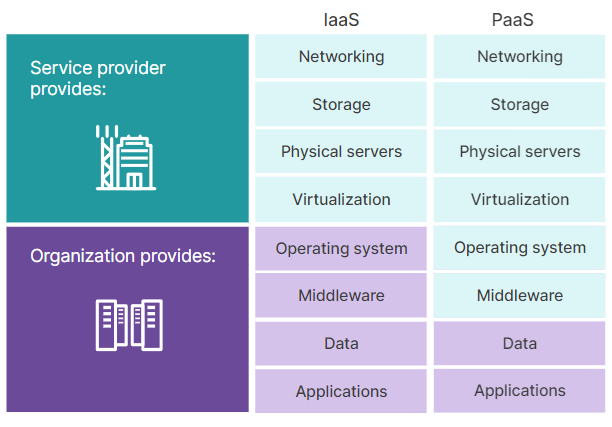 IaaS PaaS
Service provider
provides:
Networking Networking
Storage Storage
Physical servers Physical servers
Virtualization Virtualization
Organization provides:
Operating system Operating system
Middleware Middleware
Data Data
Applications Applications